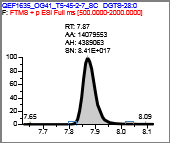 QEF1635_OG41_T5-45-2-7_SC DGTS-28:0
F: FTMS + p ESI Full ms [500.0000-2000.0000]
RT: 7.87
AA: 14079553
AH: 4389063
SN: 8.41E+017
100
80
60
40
20
0
7.65
8.09
7.7 7.8 7.9 8.0 8.1